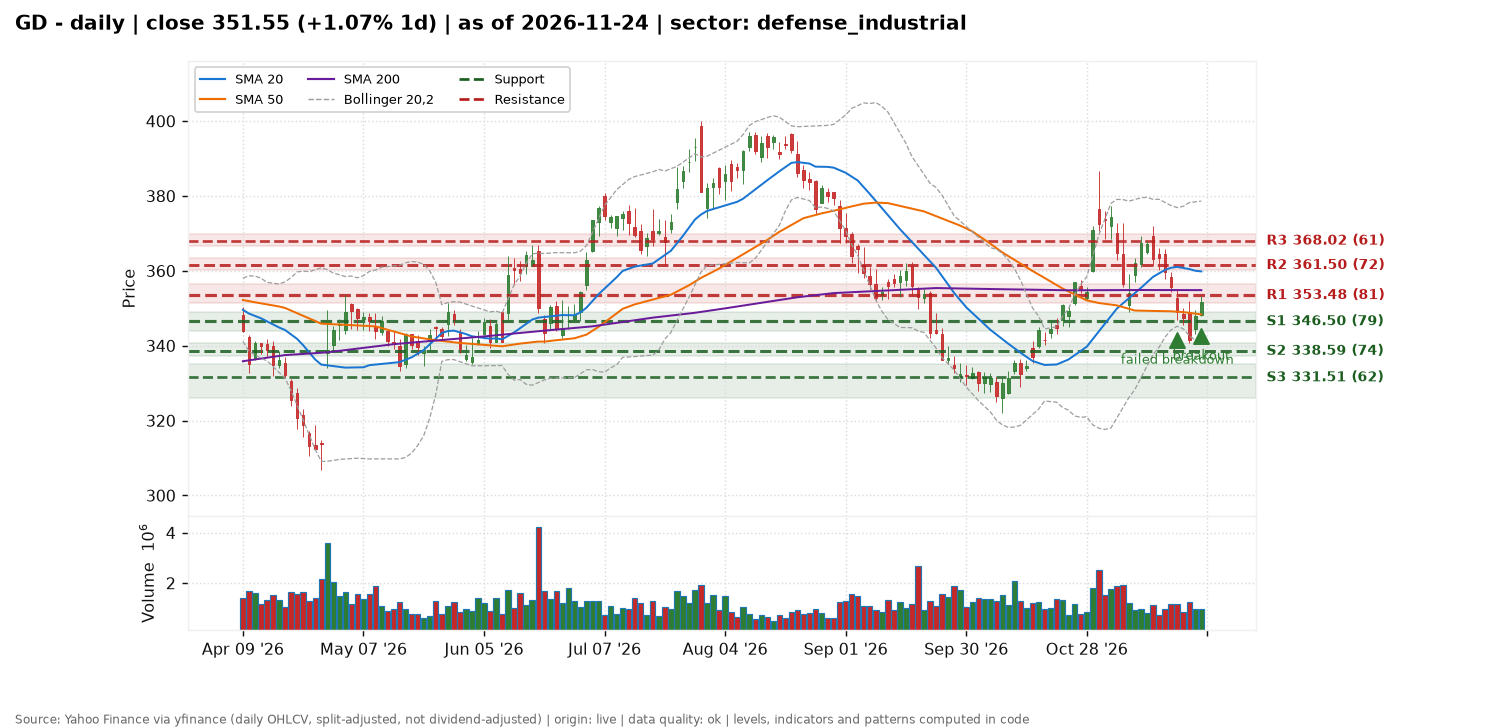 GD - daily | close 351.55 (+1.07% 1d) | as of 2026-11-24 | sector: defense_industrial
SMA 20
SMA 50
SMA 200
Bollinger 20,2
Support
Resistance
Price
400
380
360
340
320
300
R3 368.02 (61)
R2 361.50 (72)
R1 353.48 (81)
S1 346.50 (79)
S2 338.59 (74)
S3 331.51 (62)
failed breakdown
Volume 10⁶
4
2
Apr 09 '26
May 07 '26
Jun 05 '26
Jul 07 '26
Aug 04 '26
Sep 01 '26
Sep 30 '26
Oct 28 '26
Source: Yahoo Finance via yfinance (daily OHLCV, split-adjusted, not dividend-adjusted) | origin: live | data quality: ok | levels, indicators and patterns computed in code